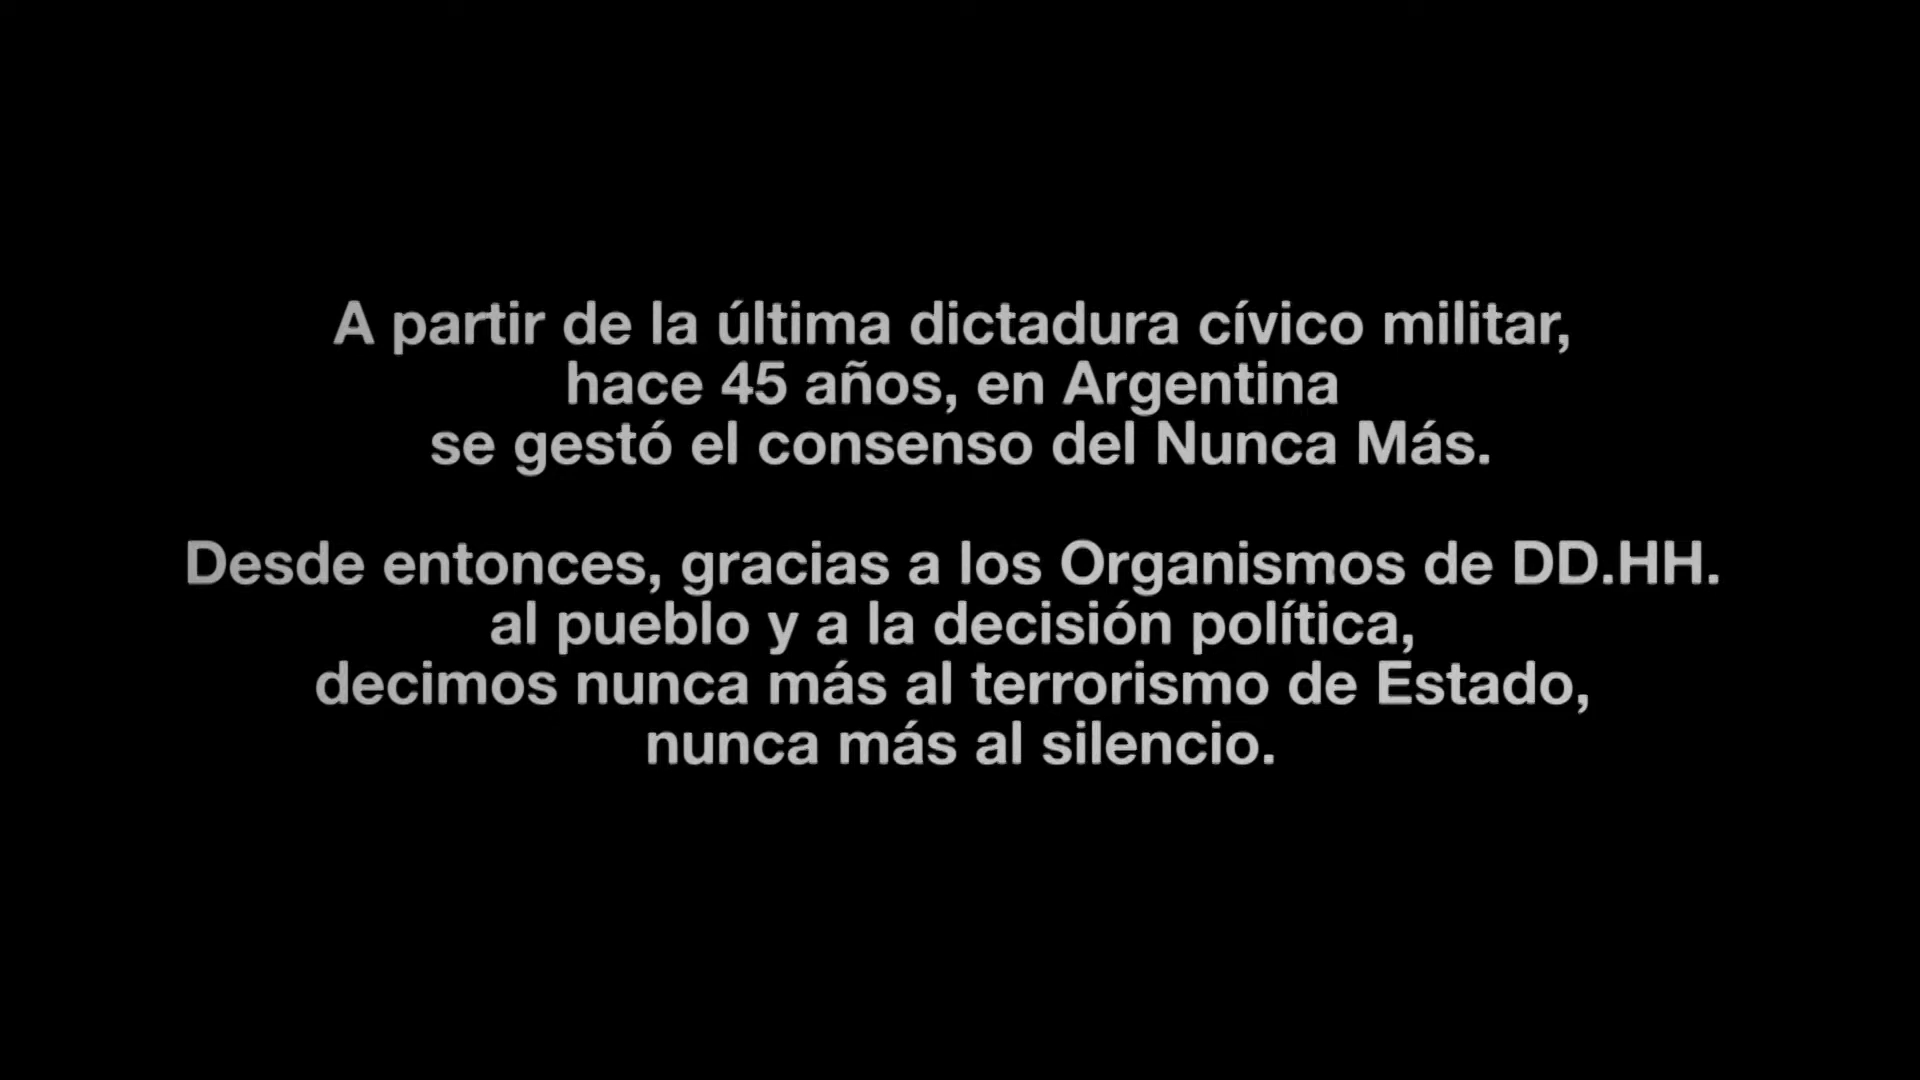 A partir de la última dictadura cívico militar,
hace 45 años, en Argentina
se gestó el consenso del Nunca Más.
Desde entonces, gracias a los Organismos de DD.HH.
al pueblo y a la decisión política,
decimos nunca más al terrorismo de Estado,
nunca más al silencio.